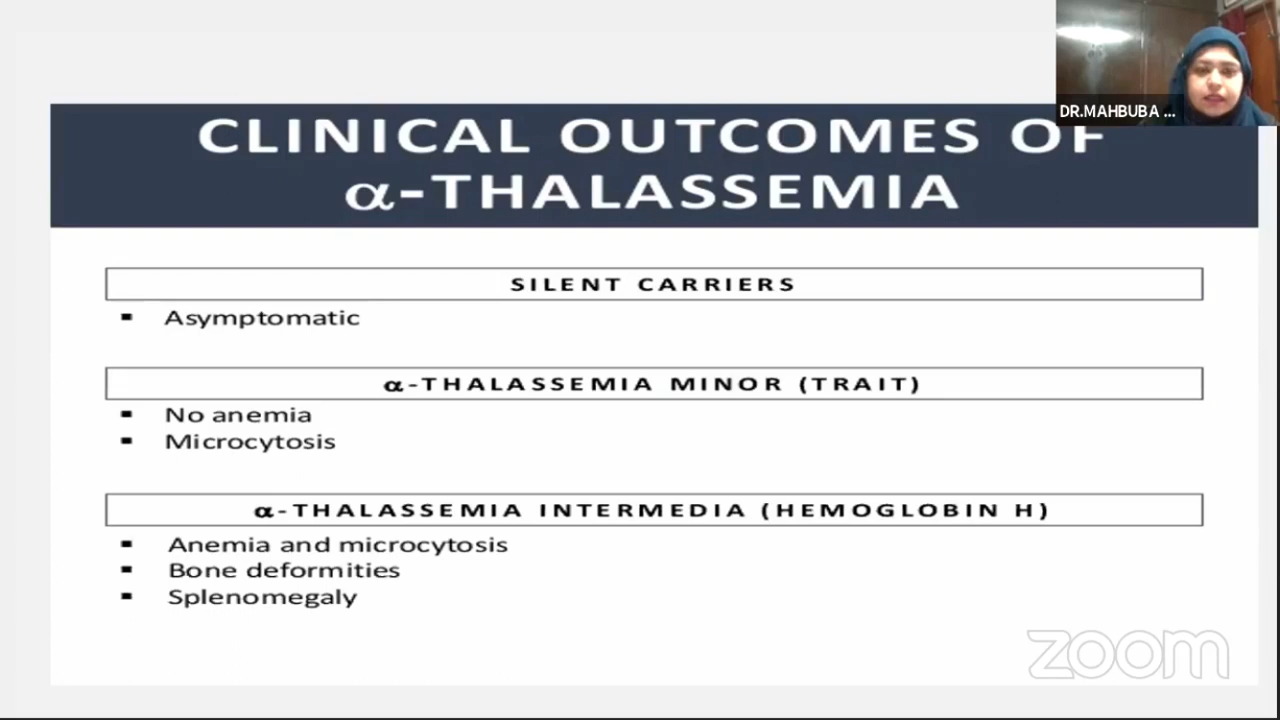 DR.MAHBUBA ...
CLINICAL OUTCOMES OF
α-THALASSEMIA
SILENT CARRIERS
▪ Asymptomatic
α-THALASSEMIA MINOR (TRAIT)
▪ No anemia
▪ Microcytosis
α-THALASSEMIA INTERMEDIA (HEMOGLOBIN H)
▪ Anemia and microcytosis
▪ Bone deformities
▪ Splenomegaly
zoom